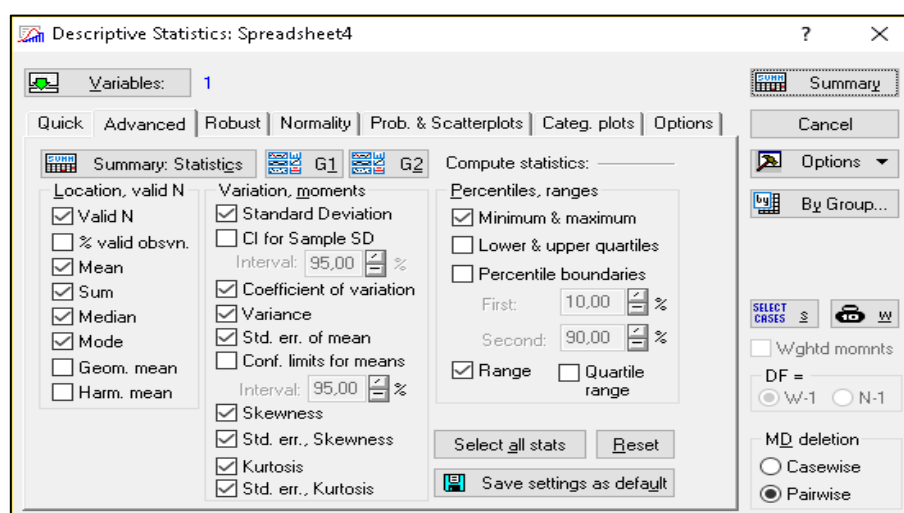 Descriptive Statistics: Spreadsheet4 ? ×
Variables: 1
Quick Advanced Robust Normality Prob. & Scatterplots Categ. plots Options
Summary: Statistics G1 G2 Compute statistics:
Location, valid N
Valid N
% valid obsvn.
Mean
Sum
Median
Mode
Geom. mean
Harm. mean
Variation, moments
Standard Deviation
CI for Sample SD
Interval: 95,00 %
Coefficient of variation
Variance
Std. err. of mean
Conf. limits for means
Interval: 95,00 %
Skewness
Std. err., Skewness
Kurtosis
Std. err., Kurtosis
Percentiles, ranges
Minimum & maximum
Lower & upper quartiles
Percentile boundaries
First: 10,00 %
Second: 90,00 %
Range
Quartile
range
Select all stats Reset
Save settings as default
SUMM Summary
Cancel
Options
by By Group...
SELECT
CASES S W
Wghtd momnts
DF =
W-1 N-1
MD deletion
Casewise
Pairwise